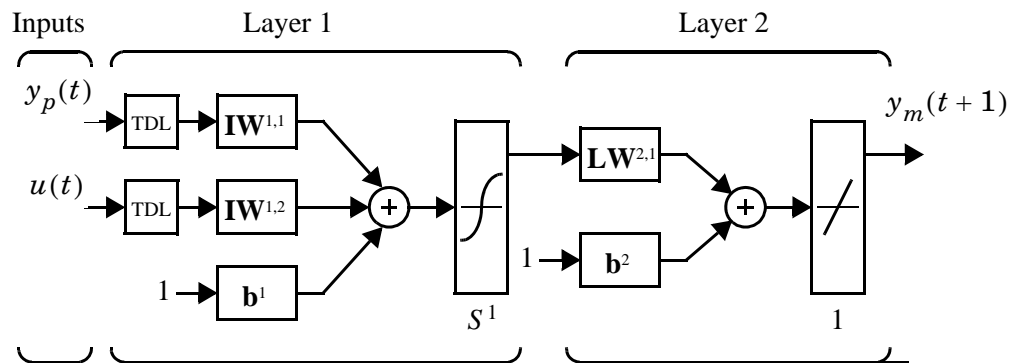 Inputs Layer 1 Layer 2
y_p(t) y_m(t + 1)
TDL IW^{1,1}
LW^{2,1}
u(t)
TDL IW^{1,2} + +
1 b^2
1 b^1
S^1 1